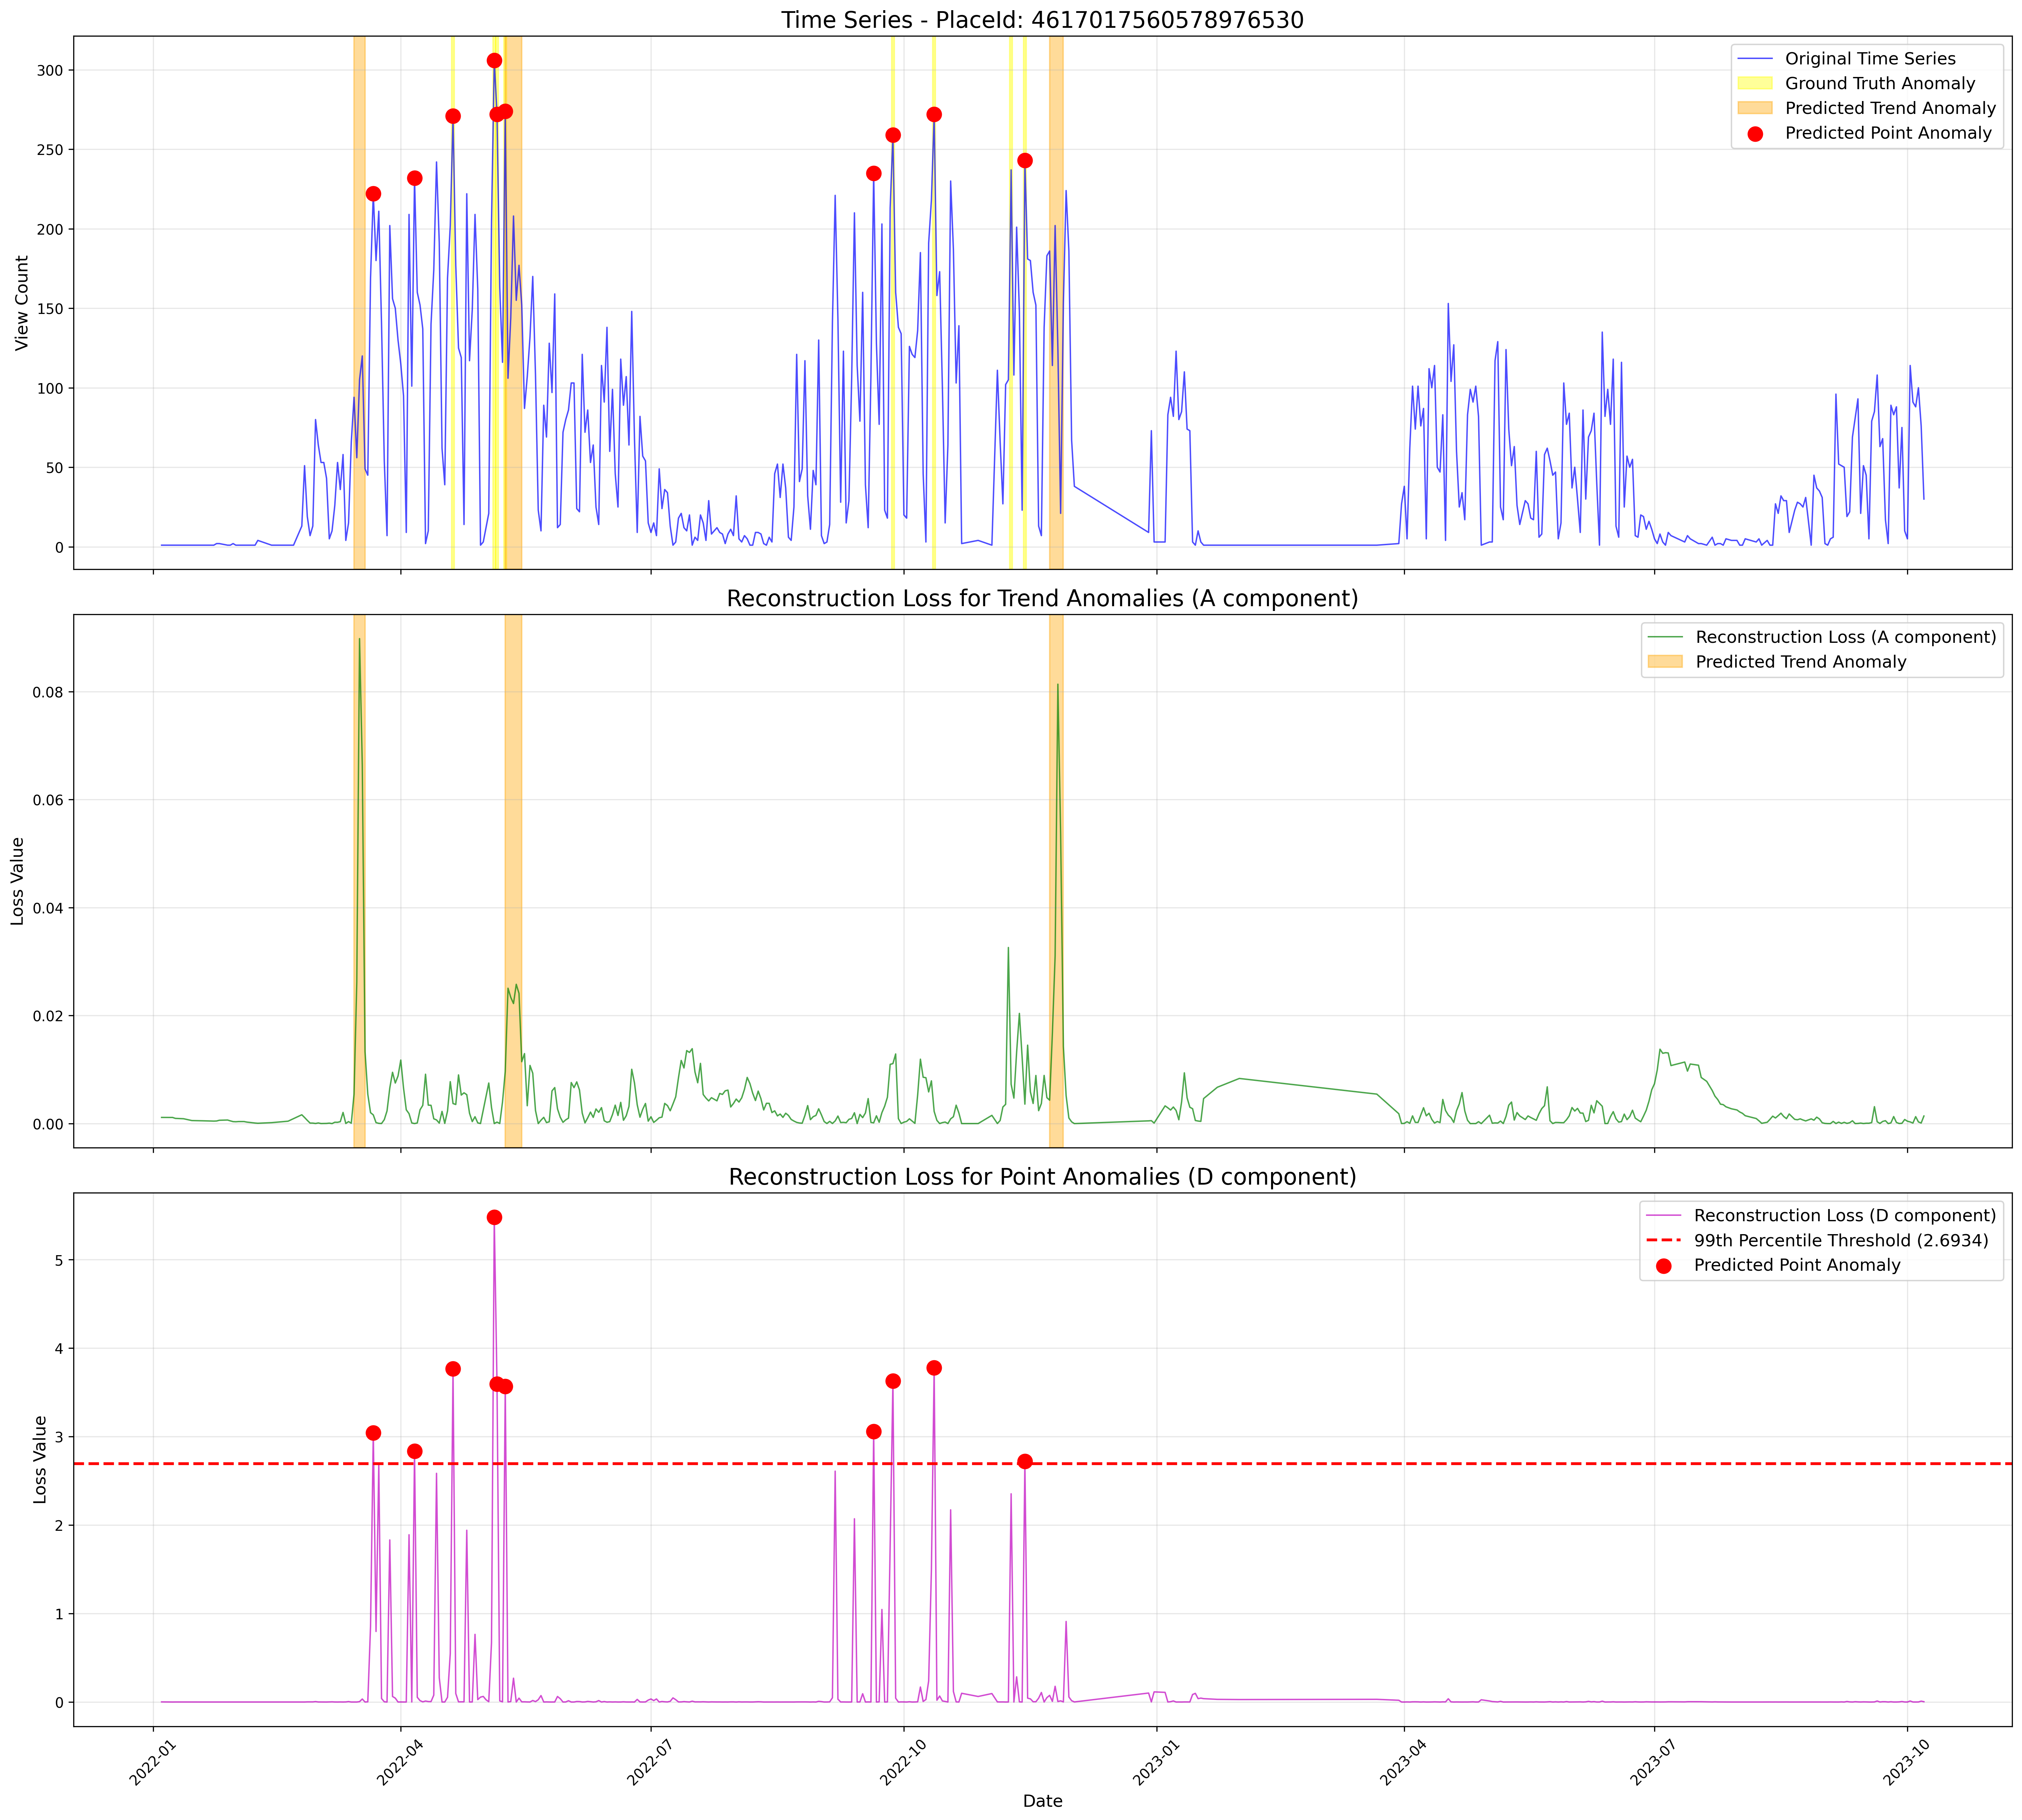 Time Series - PlaceId: 4617017560578976530
300
250
200
150
100
50
0
View Count
Original Time Series
Ground Truth Anomaly
Predicted Trend Anomaly
Predicted Point Anomaly
Reconstruction Loss for Trend Anomalies (A component)
0.08
0.06
0.04
0.02
0.00
Loss Value
Reconstruction Loss (A component)
Predicted Trend Anomaly
Reconstruction Loss for Point Anomalies (D component)
5
4
3
2
1
0
Loss Value
Reconstruction Loss (D component)
99th Percentile Threshold (2.6934)
Predicted Point Anomaly
2022-01
2022-04
2022-07
2022-10
2023-01
2023-04
2023-07
2023-10
Date